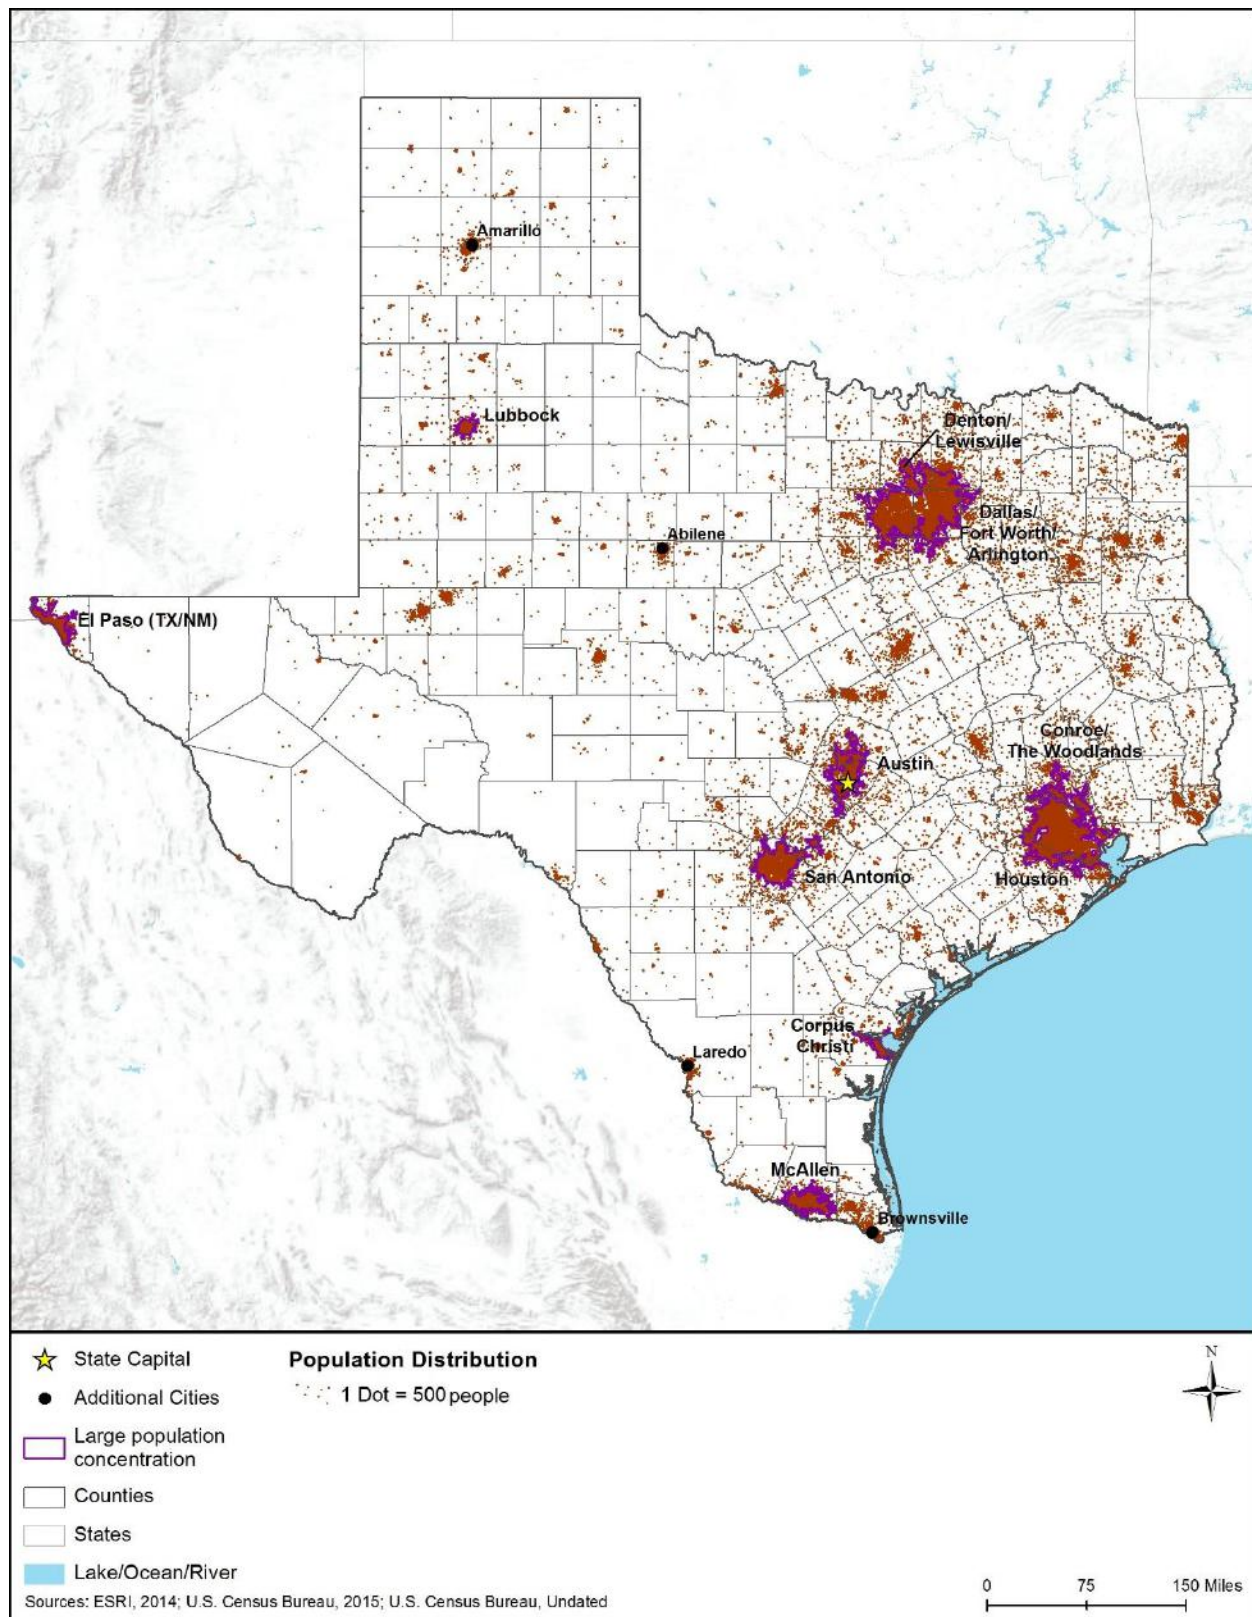 Amarillo
Lubbock
Denton/
Lewisville
Dallas/
Fort Worth/
Arlington
Abilene
El Paso (TX/NM)
Conroe/
The Woodlands
Austin
San Antonio
Houston
Corpus
Christi
Laredo
McAllen
Brownsville
State Capital
Additional Cities
Large population
concentration
Counties
States
Lake/Ocean/River
Population Distribution
1 Dot = 500 people
N
0 75 150 Miles
Sources: ESRI, 2014; U.S. Census Bureau, 2015; U.S. Census Bureau, Undated